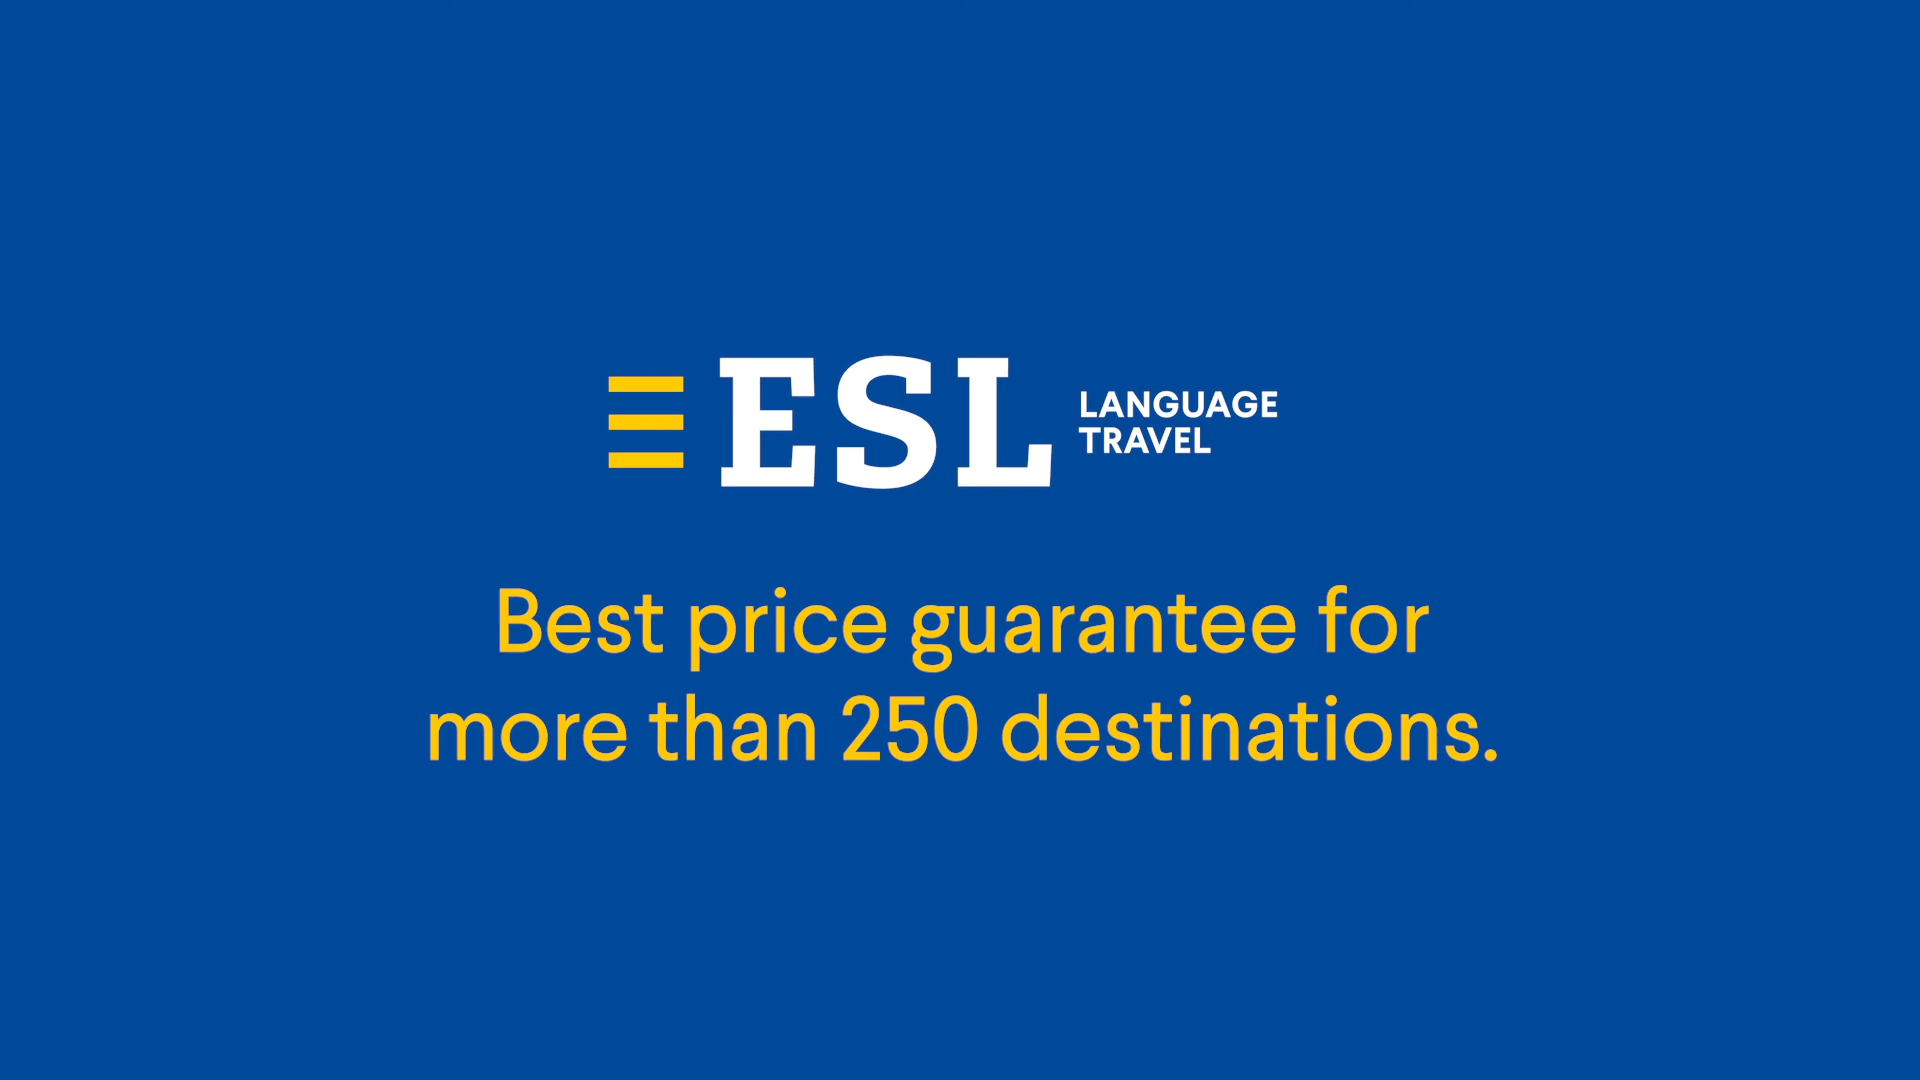 ESL
LANGUAGE
TRAVEL
Best price guarantee for
more than 250 destinations.